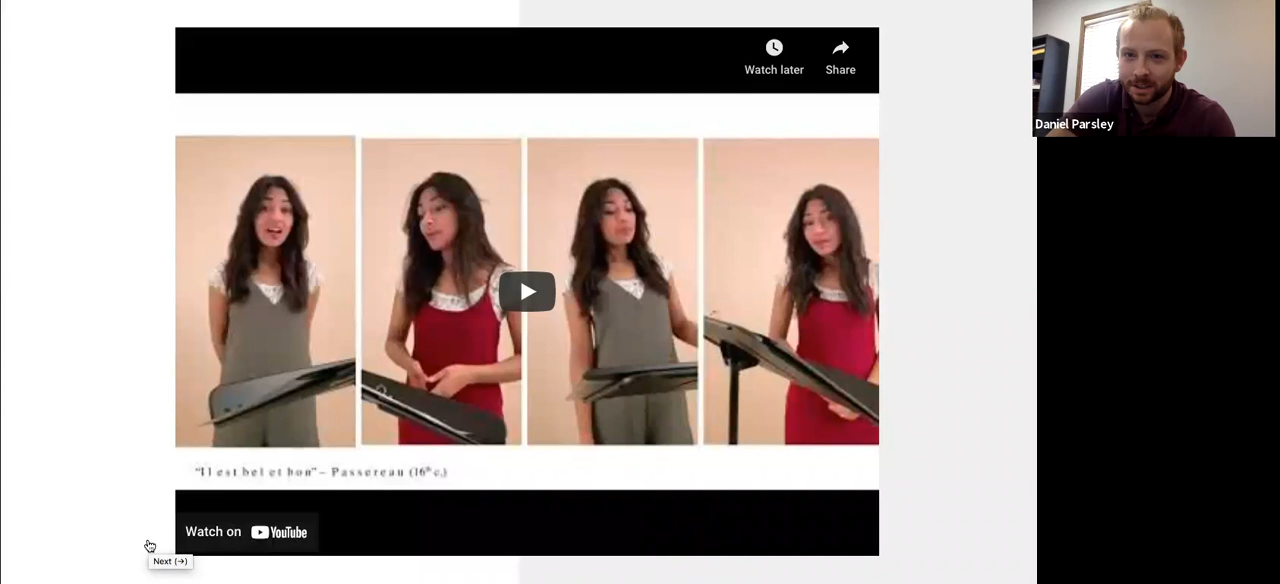 Watch later
Share
Daniel Parsley
"Il est bel et bon" – Passereau (16th c.)
Watch on YouTube
Next (→)